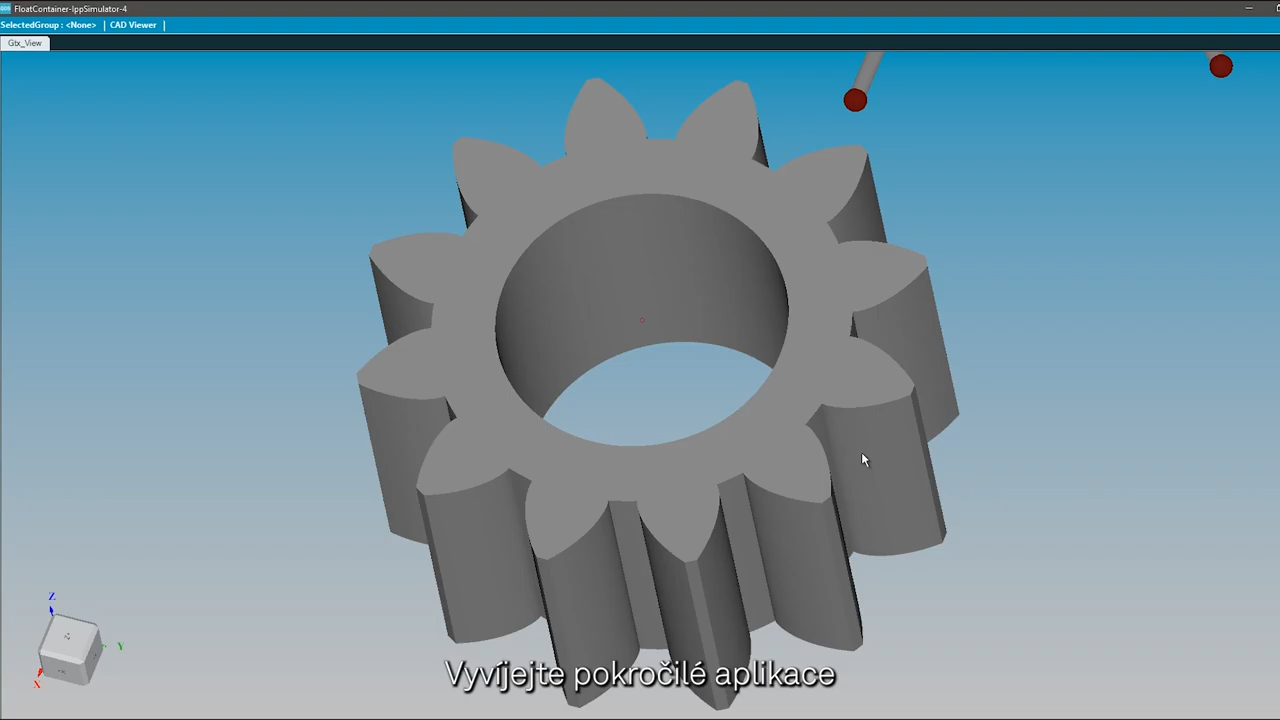 FloatContainer-IppSimulator-4
SelectedGroup : <None> | CAD Viewer |
Gtx_View
Z
Y
X
Vyvíjejte pokročilé aplikace